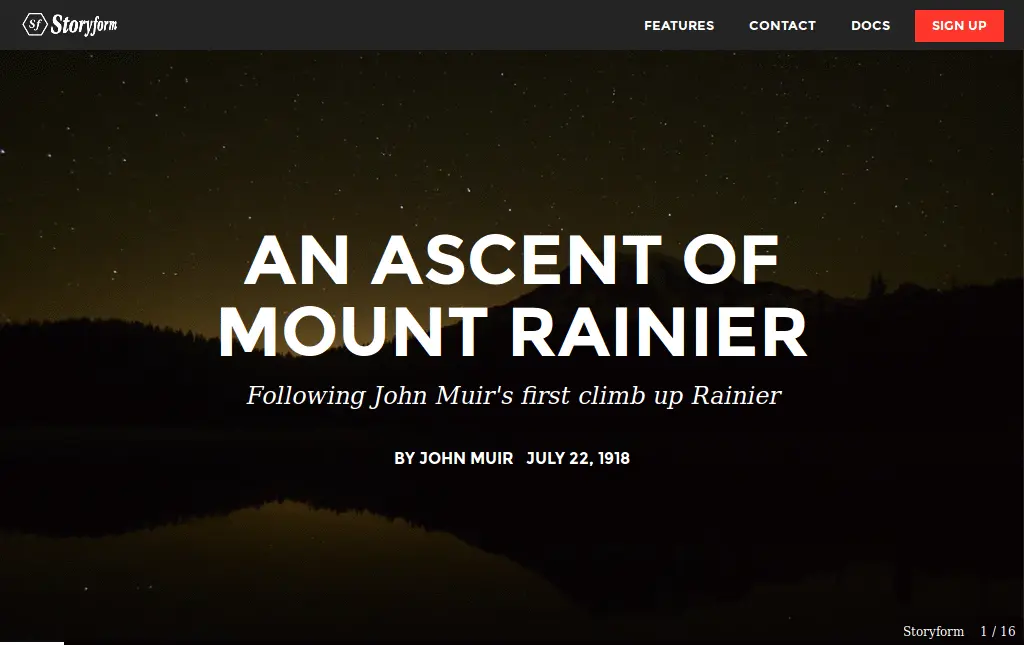 Sf Storyform
FEATURES CONTACT DOCS SIGN UP
AN ASCENT OF
MOUNT RAINIER
Following John Muir's first climb up Rainier
BY JOHN MUIR JULY 22, 1918
Storyform 1 / 16